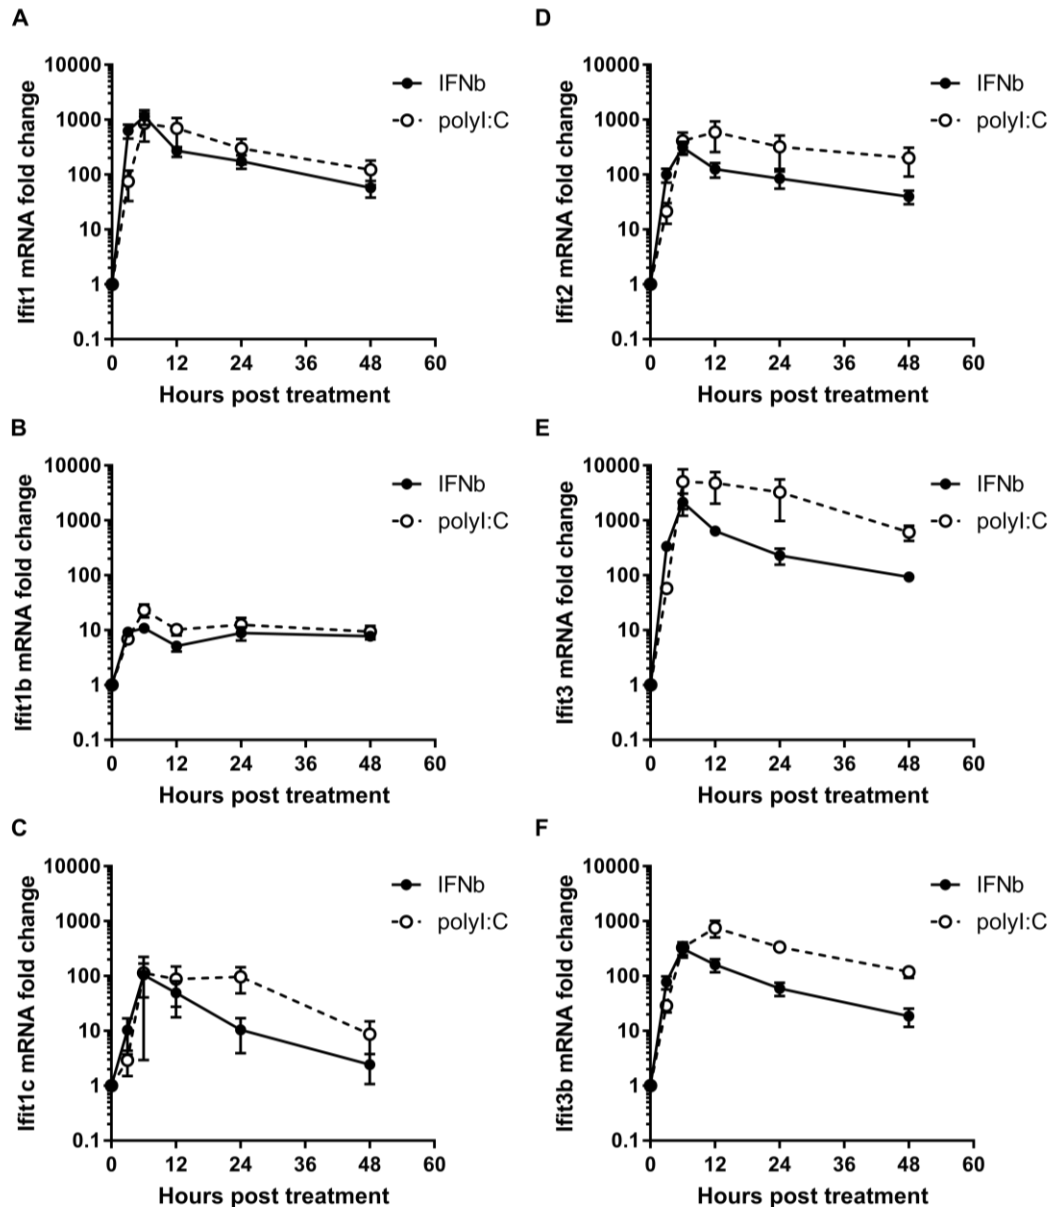 A
Ifit1 mRNA fold change
10000
1000
100
10
1
0.1
0 12 24 36 48 60
Hours post treatment
IFNb
polyI:C
D
Ifit2 mRNA fold change
10000
1000
100
10
1
0.1
0 12 24 36 48 60
Hours post treatment
IFNb
polyI:C
B
Ifit1b mRNA fold change
10000
1000
100
10
1
0.1
0 12 24 36 48 60
Hours post treatment
IFNb
polyI:C
E
Ifit3 mRNA fold change
10000
1000
100
10
1
0.1
0 12 24 36 48 60
Hours post treatment
IFNb
polyI:C
C
Ifit1c mRNA fold change
10000
1000
100
10
1
0.1
0 12 24 36 48 60
Hours post treatment
IFNb
polyI:C
F
Ifit3b mRNA fold change
10000
1000
100
10
1
0.1
0 12 24 36 48 60
Hours post treatment
IFNb
polyI:C